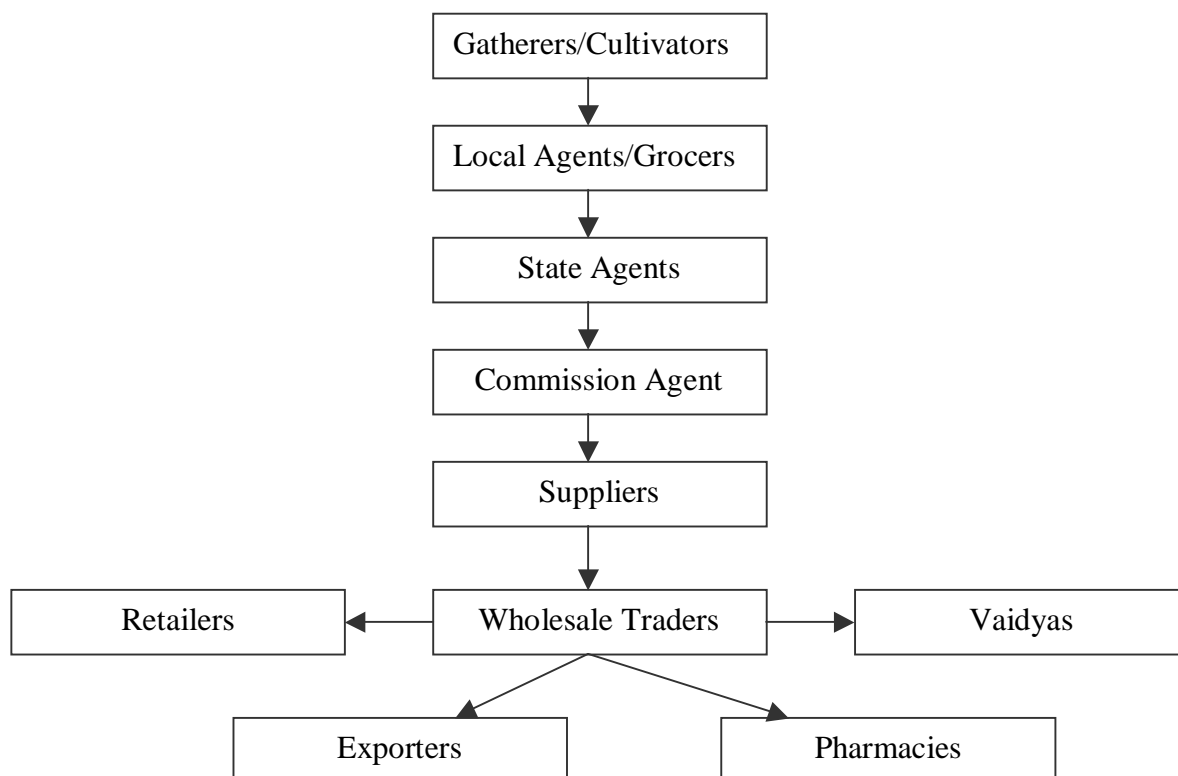 Gatherers/Cultivators
Local Agents/Grocers
State Agents
Commission Agent
Suppliers
Retailers
Wholesale Traders
Vaidyas
Exporters
Pharmacies